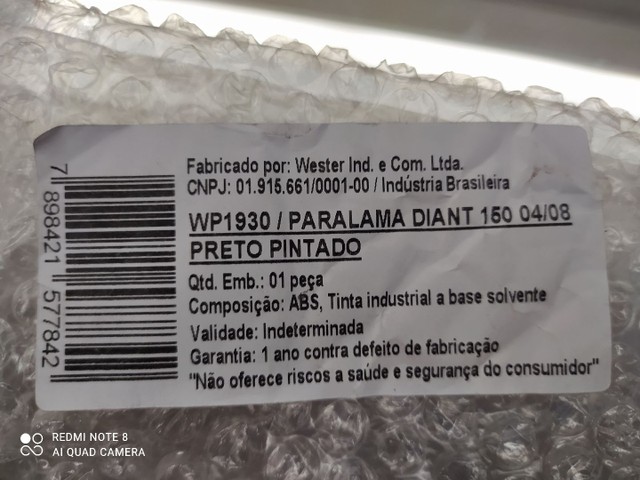 Fabricado por: Wester Ind. e Com. Ltda.
CNPJ: 01.915.661/0001-00 / Indústria Brasileira
WP1930 / PARALAMA DIANT 150 04/08
PRETO PINTADO
Qtd. Emb.: 01 peça
Composição: ABS, Tinta industrial a base solvente
Validade: Indeterminada
Garantia: 1 ano contra defeito de fabricação
"Não oferece riscos a saúde e segurança do consumidor"
7 898421 577842
REDMI NOTE 8
AI QUAD CAMERA